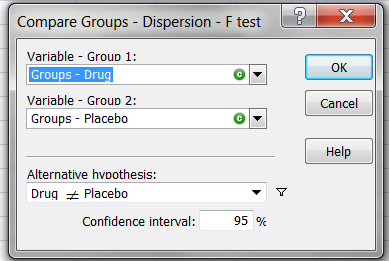 Compare Groups - Dispersion - F test
Variable - Group 1:
Groups - Drug
Variable - Group 2:
Groups - Placebo
Alternative hypothesis:
Drug ≠ Placebo
Confidence interval: 95 %
OK
Cancel
Help